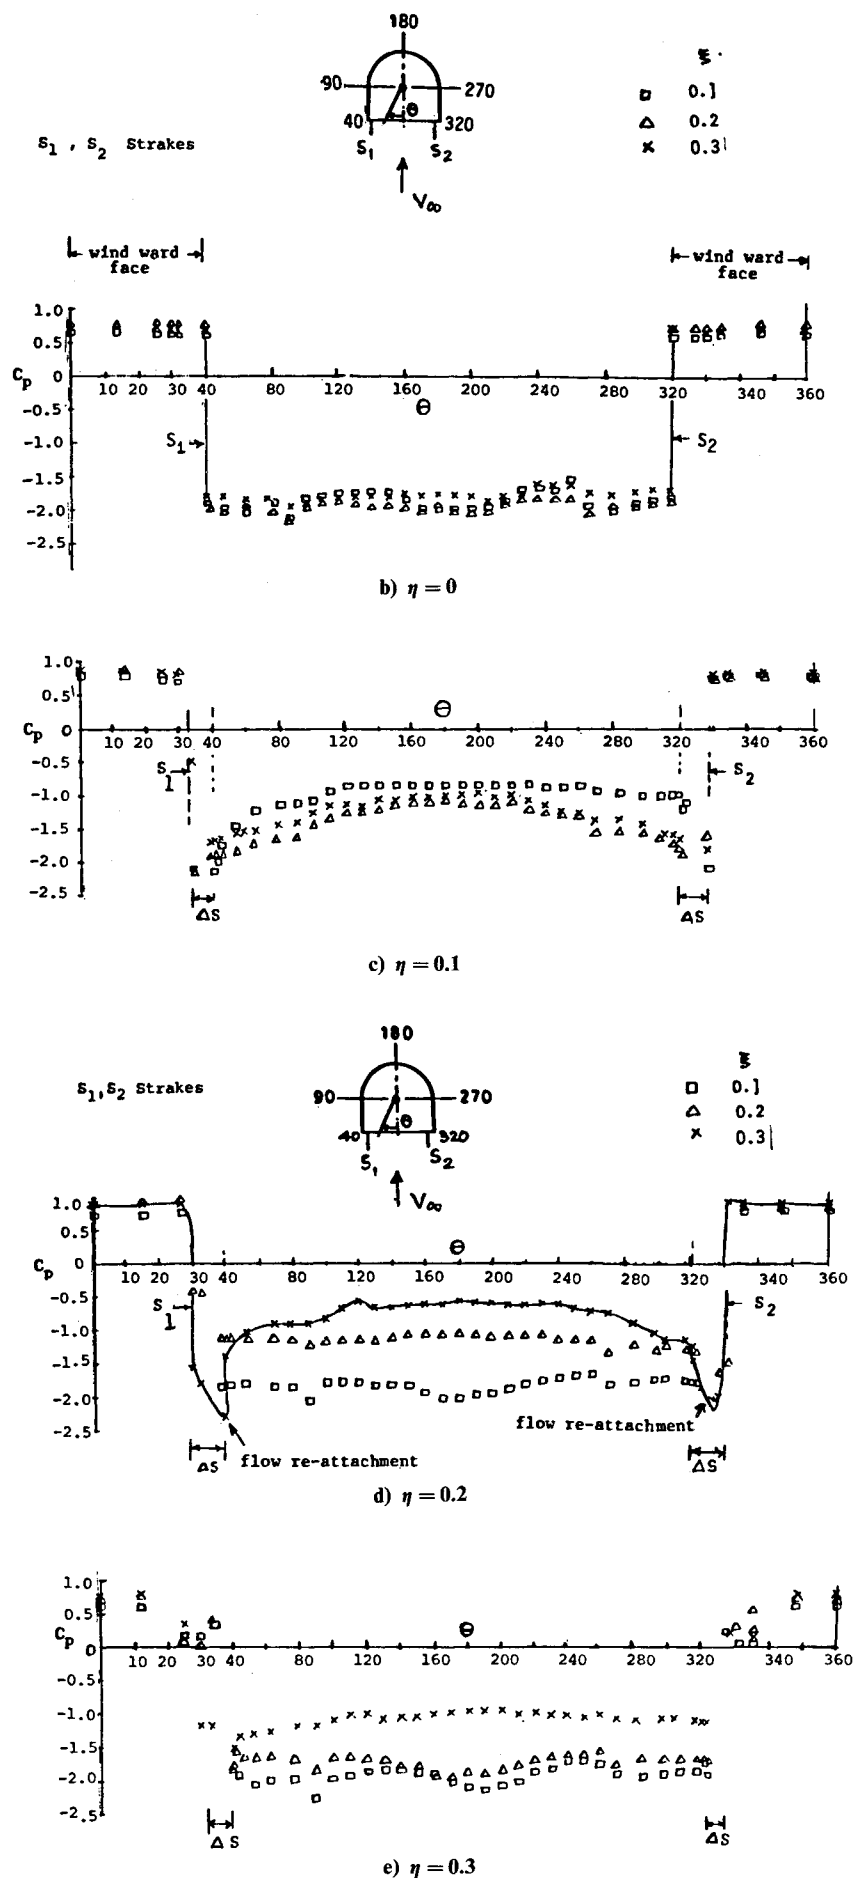 180
ξ
90 270
□ 0.1
θ
40 320
△ 0.2
S1 , S2 Strakes
S1 S2
× 0.3
V∞
wind ward face
wind ward face
1.0
0.5
Cp 0
10 20 30 40 80 120 160 200 240 280 320 340 360
-0.5
θ
-1.0
S1 S2
-1.5
-2.0
-2.5
b) η = 0
1.0
0.5
θ
Cp 0
10 20 30 40 80 120 160 200 240 280 320 340 360
-0.5
S1 S2
-1.0
-1.5
-2.0
-2.5
ΔS ΔS
c) η = 0.1
180
ξ
S1,S2 Strakes
□ 0.1
90 270
△ 0.2
θ
40 320
× 0.3
S1 S2
V∞
1.0
0.5
θ
Cp 0
10 20 30 40 80 120 160 200 240 280 320 340 360
-0.5
S1 S2
-1.0
-1.5
-2.0
-2.5
flow re-attachment
flow re-attachment
ΔS ΔS
d) η = 0.2
1.0
0.5
θ
Cp 0
10 20 30 40 80 120 160 200 240 280 320 340 360
-0.5
-1.0
-1.5
-2.0
-2.5
ΔS ΔS
e) η = 0.3